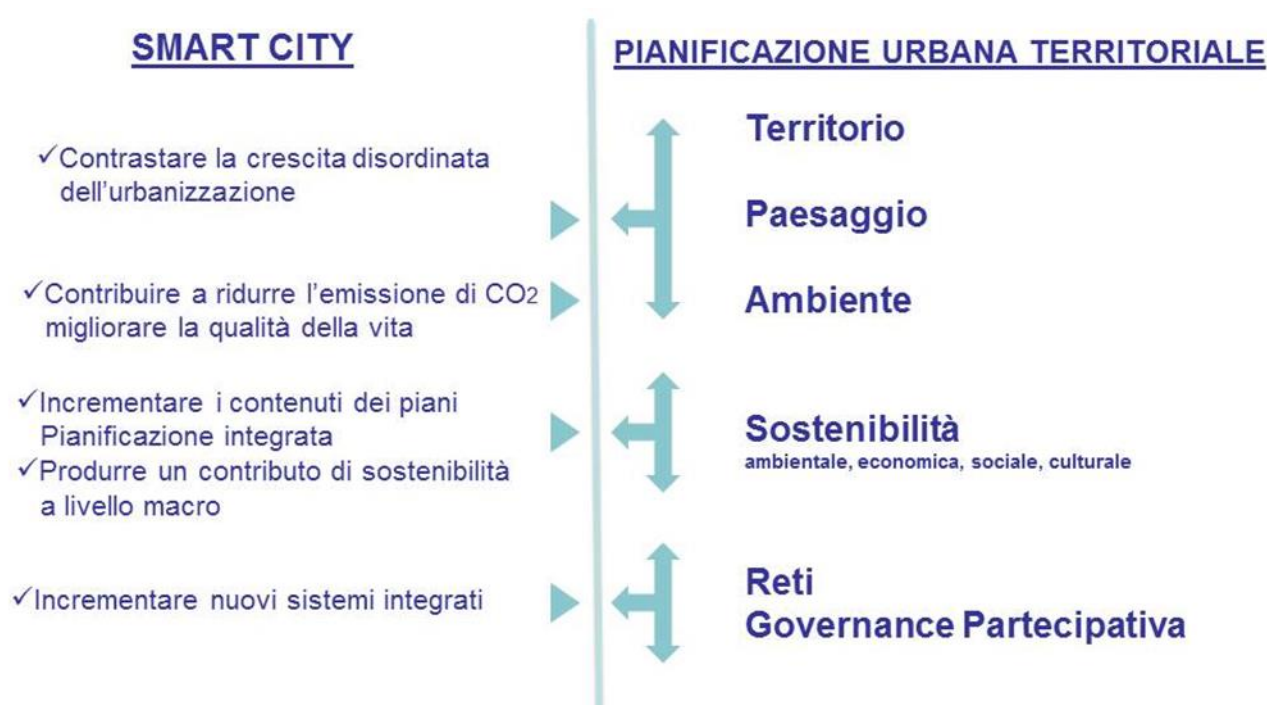 SMART CITY
✓Contrastare la crescita disordinata
dell'urbanizzazione
✓Contribuire a ridurre l'emissione di CO2
migliorare la qualità della vita
✓Incrementare i contenuti dei piani
Pianificazione integrata
✓Produrre un contributo di sostenibilità
a livello macro
✓Incrementare nuovi sistemi integrati
PIANIFICAZIONE URBANA TERRITORIALE
Territorio
Paesaggio
Ambiente
Sostenibilità
ambientale, economica, sociale, culturale
Reti
Governance Partecipativa